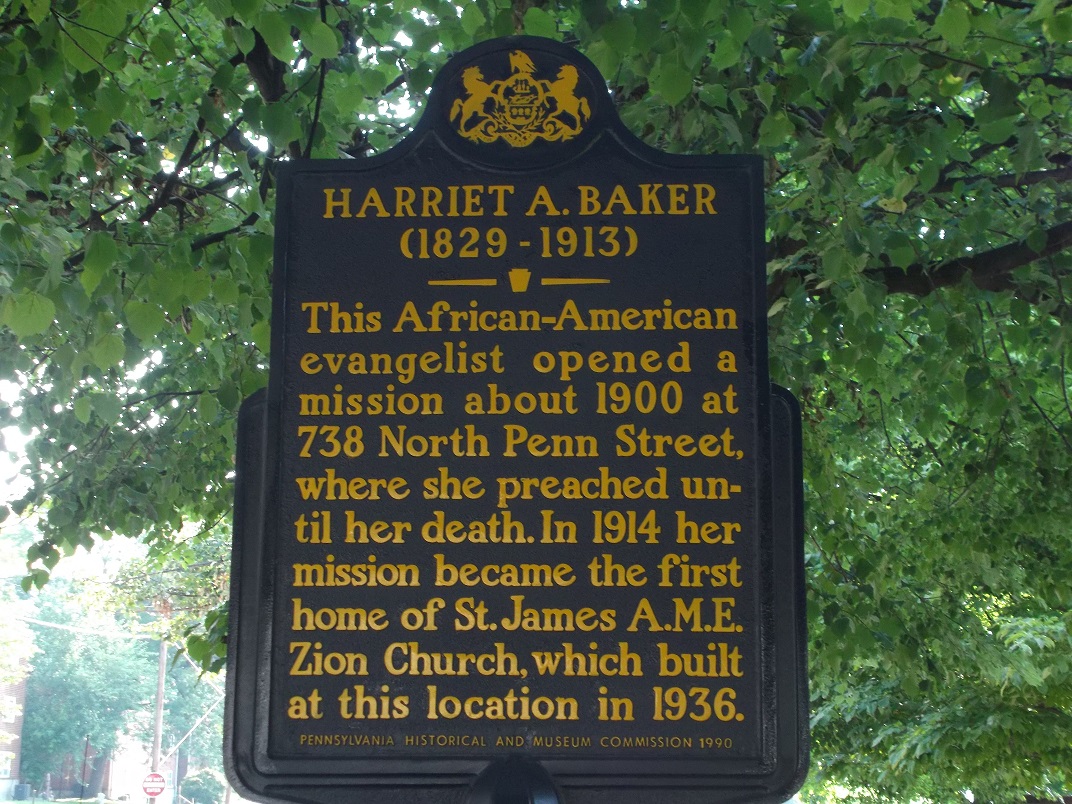 HARRIET A. BAKER
(1829 - 1913)
This African-American
evangelist opened a
mission about 1900 at
738 North Penn Street,
where she preached un-
til her death. In 1914 her
mission became the first
home of St. James A.M.E.
Zion Church, which built
at this location in 1936.
PENNSYLVANIA HISTORICAL AND MUSEUM COMMISSION 1990